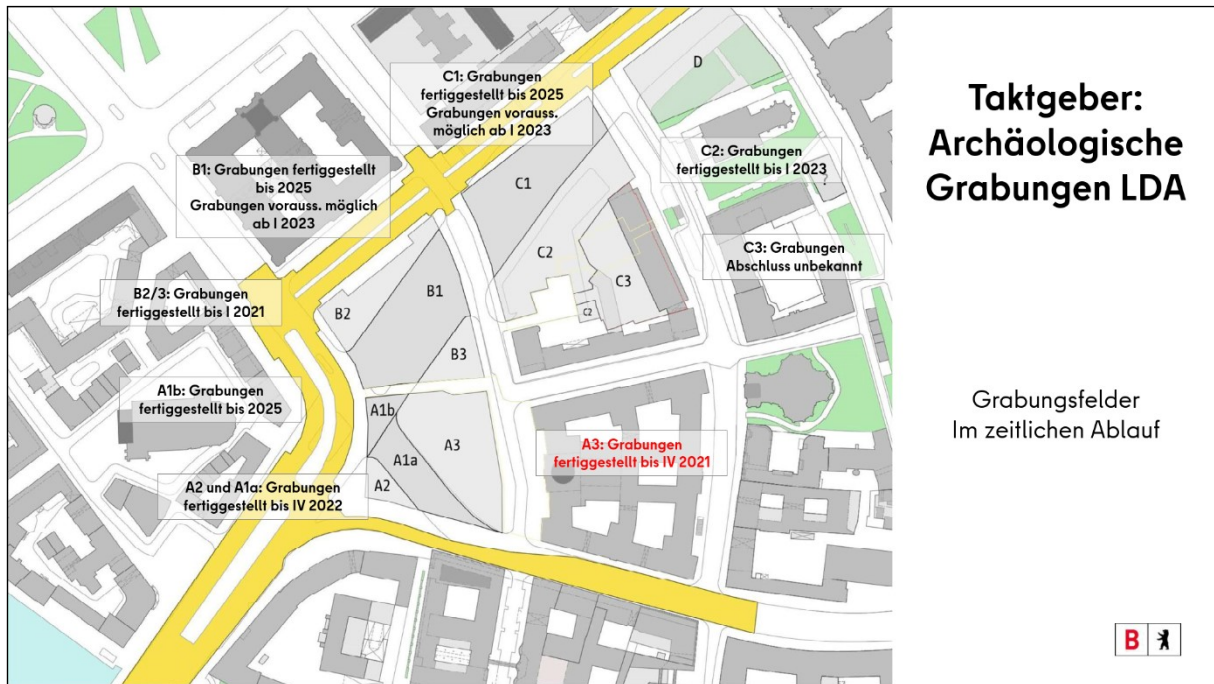 Taktgeber:
Archäologische
Grabungen LDA
Grabungsfelder
Im zeitlichen Ablauf
C1: Grabungen
fertiggestellt bis 2025
Grabungen vorauss.
möglich ab I 2023
D
C2: Grabungen
fertiggestellt bis I 2023
B1: Grabungen fertiggestellt
bis 2025
Grabungen vorauss. möglich
ab I 2023
C1
C2
C3
C2
C3: Grabungen
Abschluss unbekannt
B2/3: Grabungen
fertiggestellt bis I 2021
B1
B2
B3
A1b: Grabungen
fertiggestellt bis 2025
A1b
A3
A1a
A2
A3: Grabungen
fertiggestellt bis IV 2021
A2 und A1a: Grabungen
fertiggestellt bis IV 2022
B